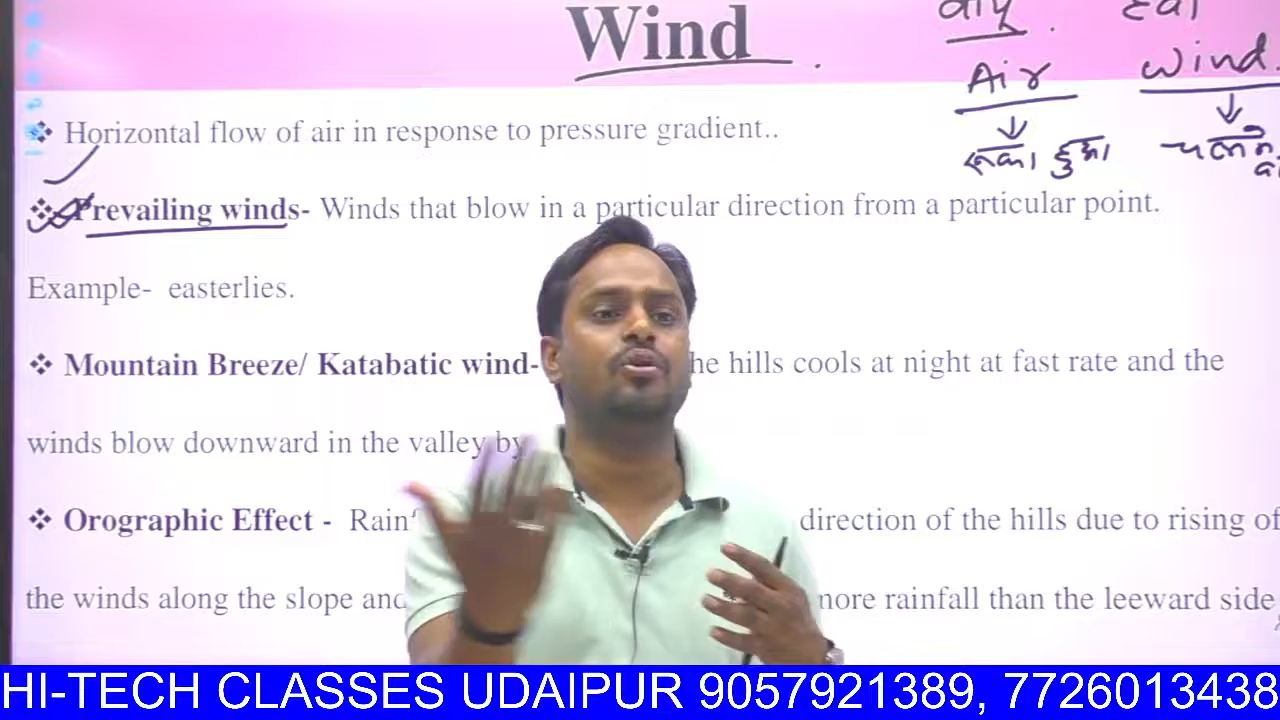 Wind
वायु हवा
Air Wind
रूका हुआ
Horizontal flow of air in response to pressure gradient..
Prevailing winds- Winds that blow in a particular direction from a particular point.
Example- easterlies.
Mountain Breeze/ Katabatic wind- he hills cools at night at fast rate and the
winds blow downward in the valley by
Orographic Effect - Rain direction of the hills due to rising of
the winds along the slope and more rainfall than the leeward side
HI-TECH CLASSES UDAIPUR 9057921389, 7726013438